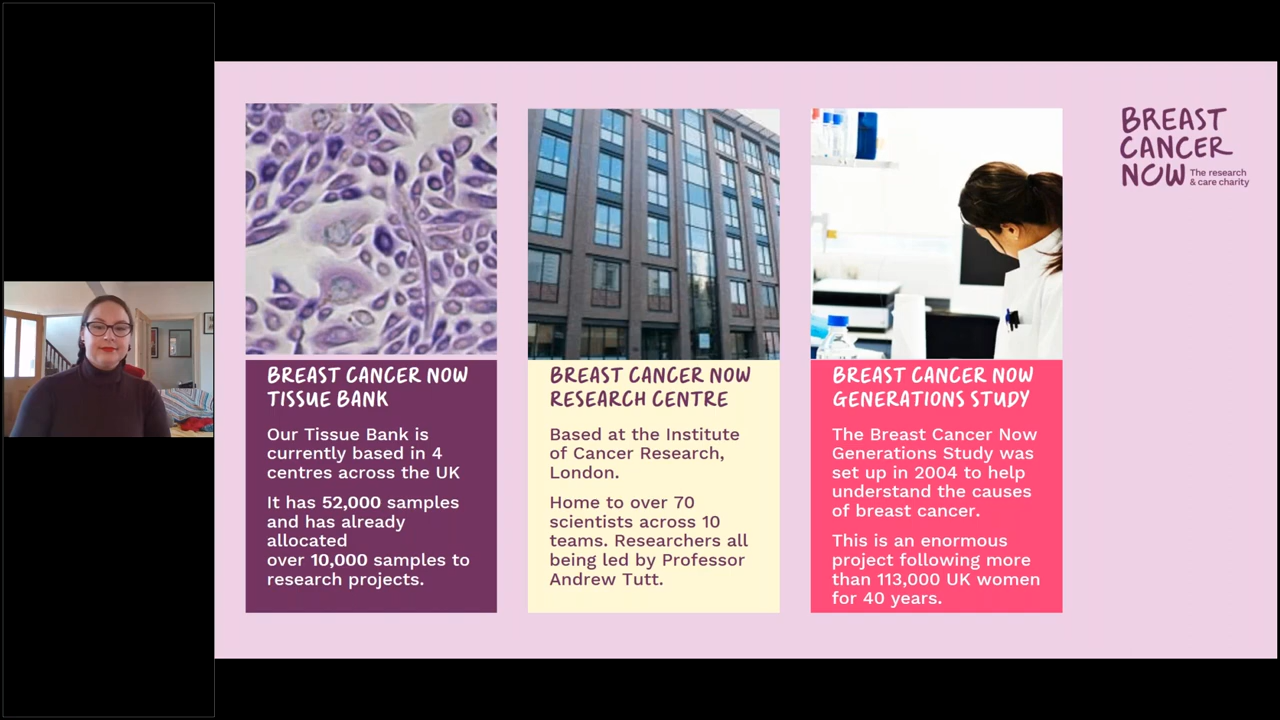 BREAST CANCER NOW
TISSUE BANK
Our Tissue Bank is
currently based in 4
centres across the UK
It has 52,000 samples
and has already
allocated
over 10,000 samples to
research projects.
BREAST CANCER NOW
RESEARCH CENTRE
Based at the Institute
of Cancer Research,
London.
Home to over 70
scientists across 10
teams. Researchers all
being led by Professor
Andrew Tutt.
BREAST CANCER NOW
GENERATIONS STUDY
The Breast Cancer Now
Generations Study was
set up in 2004 to help
understand the causes
of breast cancer.
This is an enormous
project following more
than 113,000 UK women
for 40 years.
BREAST
CANCER
NOW The research
& care charity